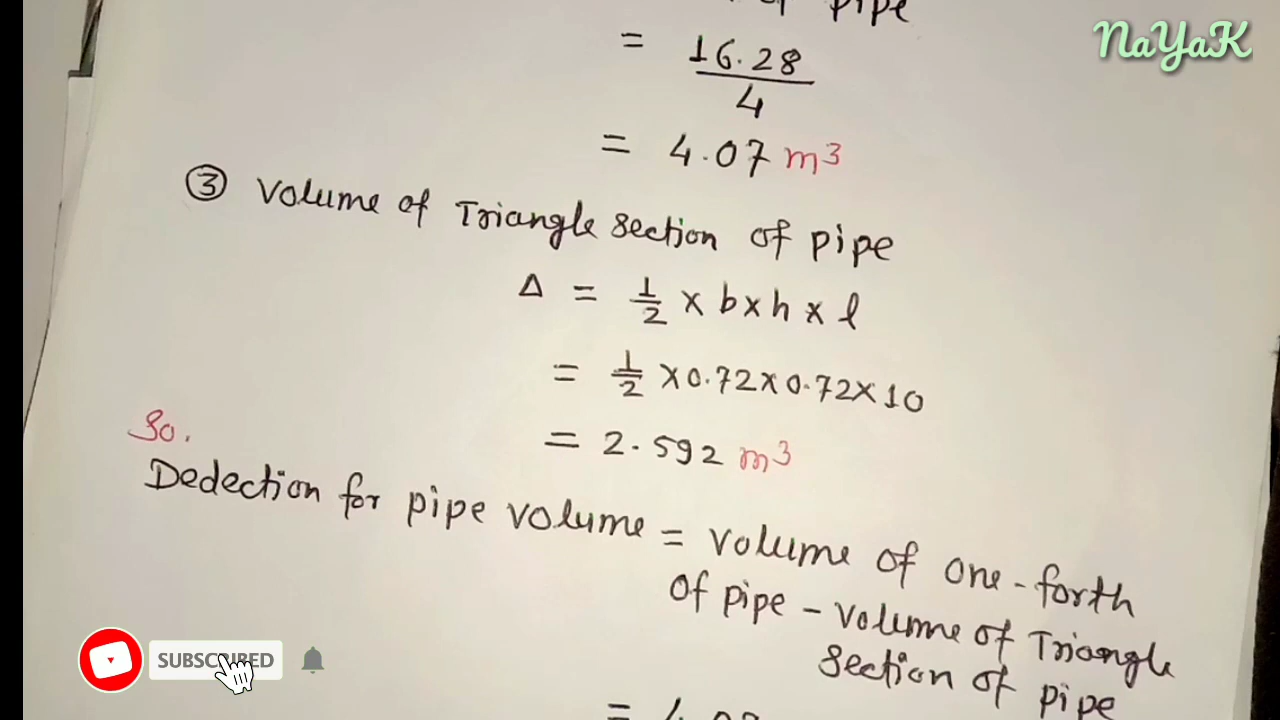 of pipe
NaYaK
= 16.28
4
= 4.07 m³
③ Volume of Triangle section of pipe
Δ = 1/2 × b × h × l
= 1/2 × 0.72 × 0.72 × 10
= 2.592 m³
So.
Dedection for pipe volume = volume of one-forth
of pipe - volume of Triangle
section of pipe
SUBSCRIBED